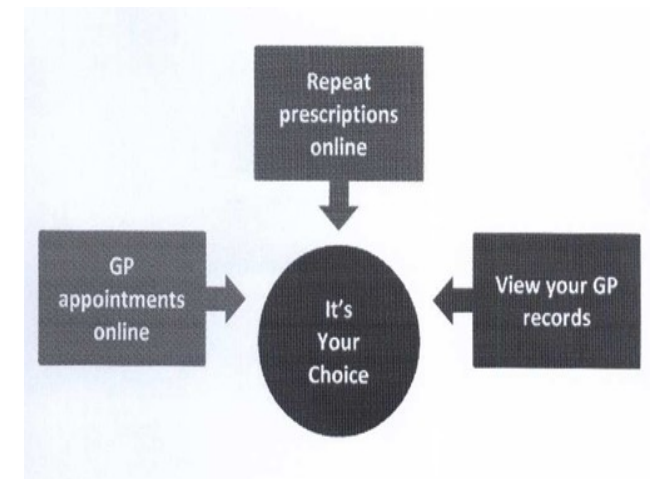 Repeat
prescriptions
online
GP
appointments
online
It's
Your
Choice
View your GP
records